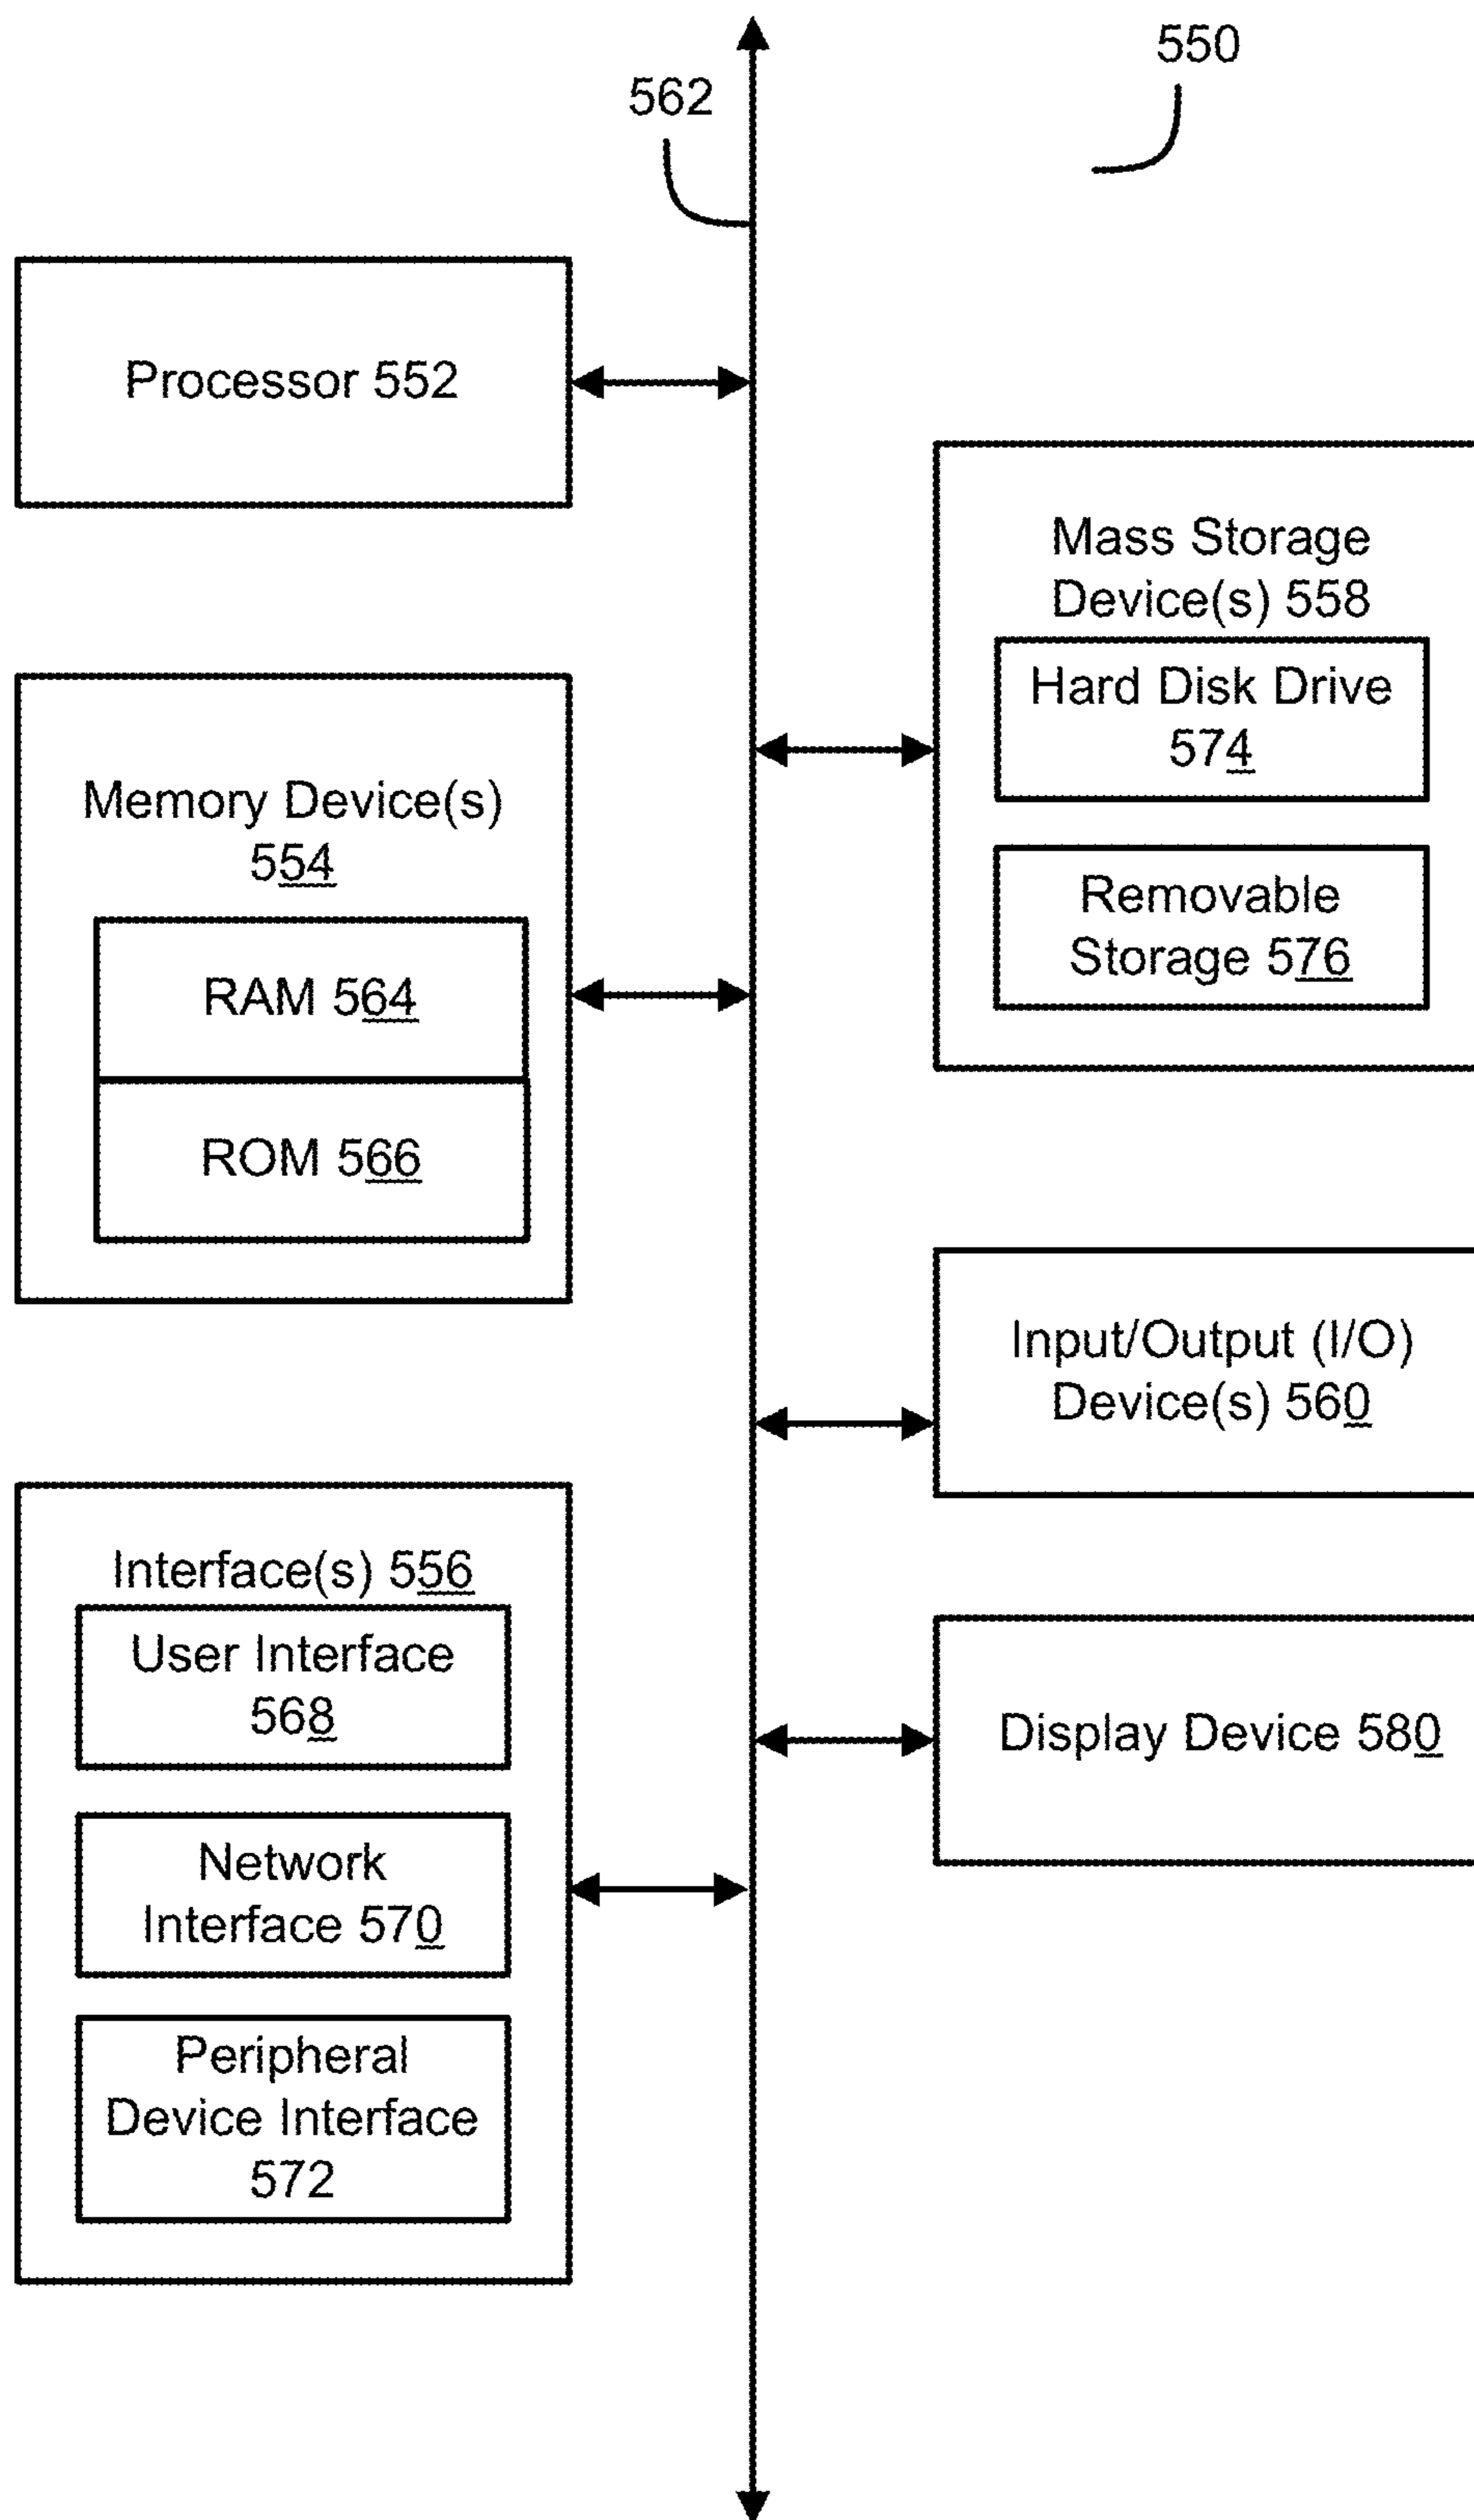 550
562
Processor 552
Mass Storage
Device(s) 558
Hard Disk Drive
574
Removable
Storage 576
Memory Device(s)
554
RAM 564
ROM 566
Input/Output (I/O)
Device(s) 560
Interface(s) 556
User Interface
568
Network
Interface 570
Peripheral
Device Interface
572
Display Device 580